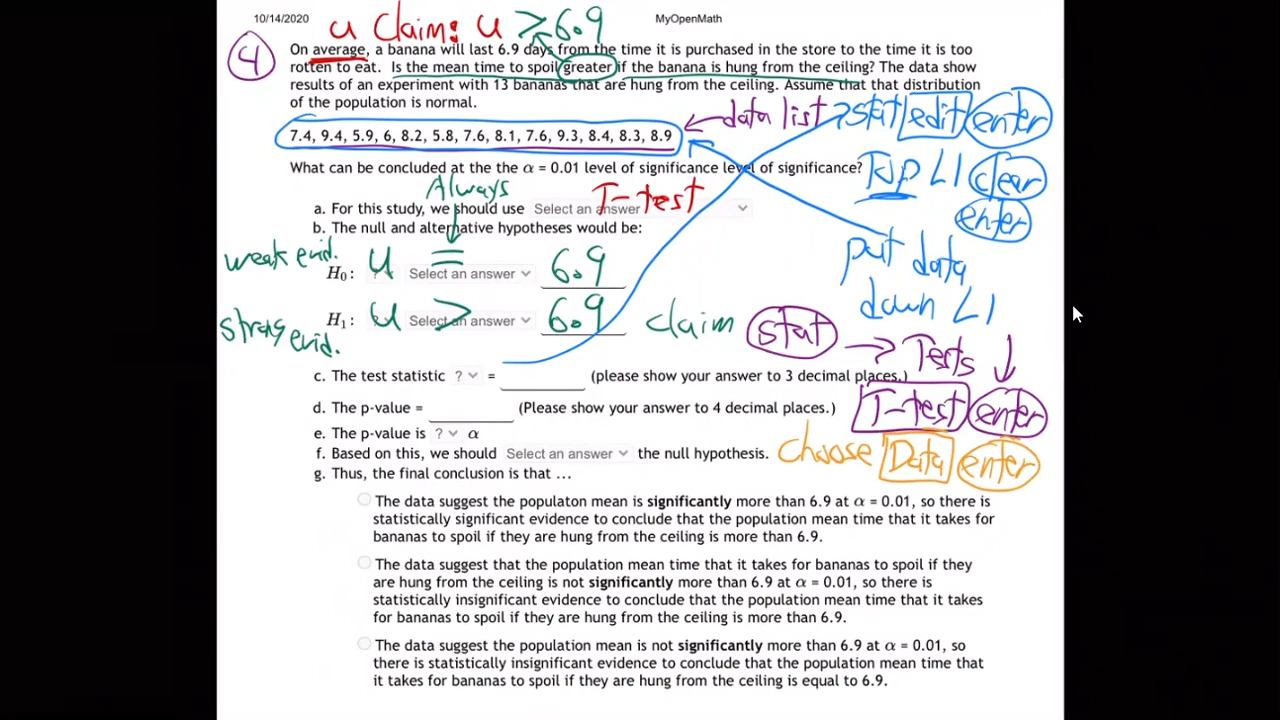 10/14/2020
u claim: u > 6.9
MyOpenMath
4
On average, a banana will last 6.9 days from the time it is purchased in the store to the time it is too
rotten to eat. Is the mean time to spoil greater if the banana is hung from the ceiling? The data show
results of an experiment with 13 bananas that are hung from the ceiling. Assume that that distribution
of the population is normal.
7.4, 9.4, 5.9, 6, 8.2, 5.8, 7.6, 8.1, 7.6, 9.3, 8.4, 8.3, 8.9
data list
stat edit enter
What can be concluded at the the α = 0.01 level of significance level of significance?
Top L1 clear
enter
Always
T-test
a. For this study, we should use Select an answer
b. The null and alternative hypotheses would be:
weak evid.
H₀: u Select an answer = 6.9
put data
down L1
strong evid.
H₁: u Select an answer > 6.9 claim
stat → Tests ↓
c. The test statistic ? = (please show your answer to 3 decimal places.)
T-test enter
d. The p-value = (Please show your answer to 4 decimal places.)
e. The p-value is ? α
f. Based on this, we should Select an answer the null hypothesis.
choose Data enter
g. Thus, the final conclusion is that ...
The data suggest the populaton mean is significantly more than 6.9 at α = 0.01, so there is
statistically significant evidence to conclude that the population mean time that it takes for
bananas to spoil if they are hung from the ceiling is more than 6.9.
The data suggest that the population mean time that it takes for bananas to spoil if they
are hung from the ceiling is not significantly more than 6.9 at α = 0.01, so there is
statistically insignificant evidence to conclude that the population mean time that it takes
for bananas to spoil if they are hung from the ceiling is more than 6.9.
The data suggest the population mean is not significantly more than 6.9 at α = 0.01, so
there is statistically insignificant evidence to conclude that the population mean time that
it takes for bananas to spoil if they are hung from the ceiling is equal to 6.9.